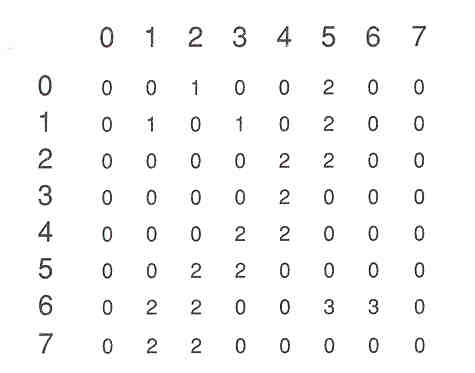 0 1 2 3 4 5 6 7
0 0 0 1 0 0 2 0 0
1 0 1 0 1 0 2 0 0
2 0 0 0 0 2 2 0 0
3 0 0 0 0 2 0 0 0
4 0 0 0 2 2 0 0 0
5 0 0 2 2 0 0 0 0
6 0 2 2 0 0 3 3 0
7 0 2 2 0 0 0 0 0